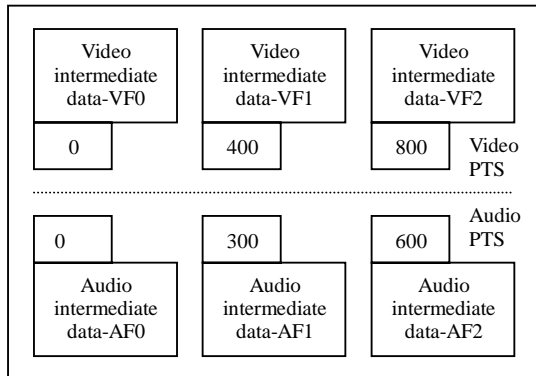 Video
intermediate
data-VF0
Video
intermediate
data-VF1
Video
intermediate
data-VF2
0
400
800
Video
PTS
0
300
600
Audio
PTS
Audio
intermediate
data-AF0
Audio
intermediate
data-AF1
Audio
intermediate
data-AF2